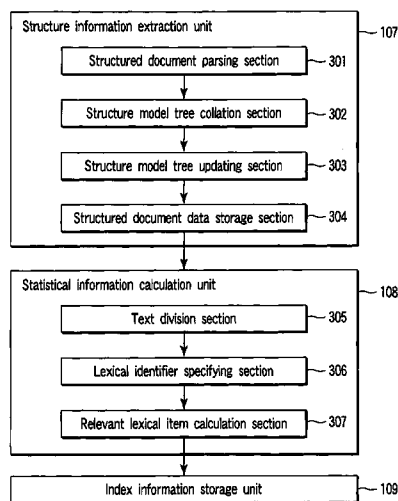 Structure information extraction unit
107
Structured document parsing section
301
Structure model tree collation section
302
Structure model tree updating section
303
Structured document data storage section
304
Statistical information calculation unit
108
Text division section
305
Lexical identifier specifying section
306
Relevant lexical item calculation section
307
Index information storage unit
109